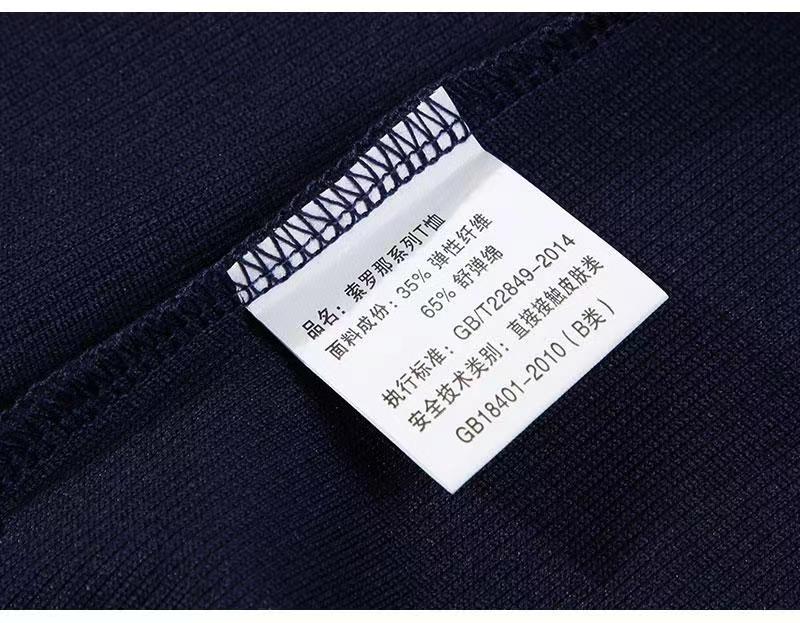 品名：索罗那系列T恤
面料成份：35% 弹性纤维
65% 舒弹绵
执行标准：GB/T22849-2014
安全技术类别：直接接触皮肤类
GB18401-2010（B类）